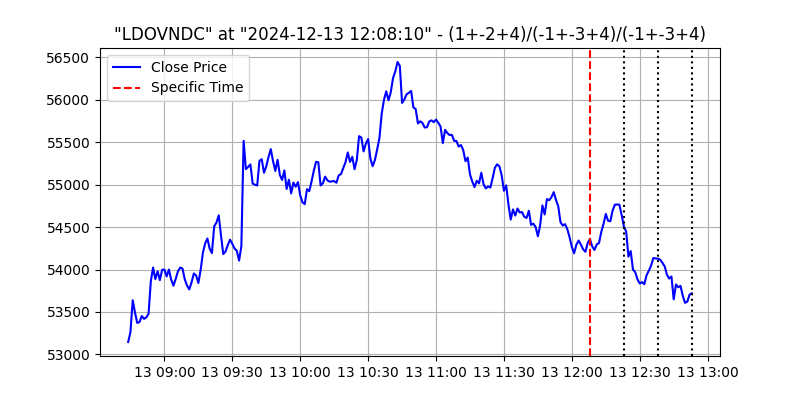 "LDOVNDC" at "2024-12-13 12:08:10" - (1+-2+4)/(-1+-3+4)/(-1+-3+4)
56500
56000
55500
55000
54500
54000
53500
53000
Close Price
Specific Time
13 09:00 13 09:30 13 10:00 13 10:30 13 11:00 13 11:30 13 12:00 13 12:30 13 13:00